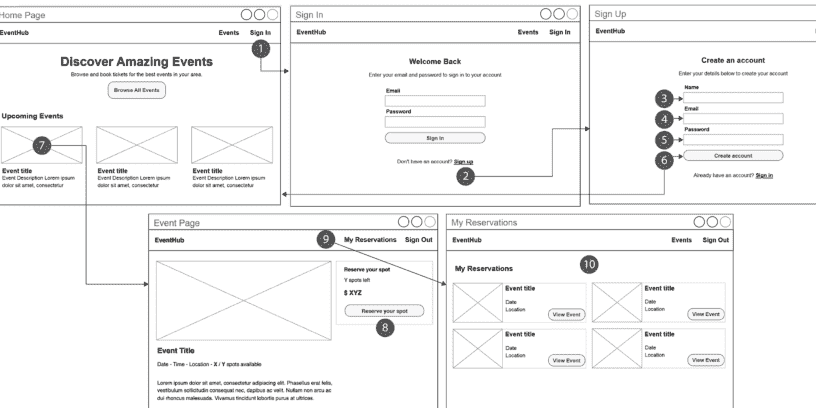 Home Page
EventHub
Events Sign In
1
Discover Amazing Events
Browse and book tickets for the best events in your area.
Browse All Events
Upcoming Events
7
Event title
Event Description Lorem ipsum
dolor sit amet, consectetur
Event title
Event Description Lorem ipsum
dolor sit amet, consectetur
Event title
Event Description Lorem ipsum
dolor sit amet, consectetur
Sign In
EventHub
Events Sign In
Welcome Back
Enter your email and password to sign in to your account
Email
Password
Sign In
Don't have an account? Sign up
2
Sign Up
EventHub
Create an account
Enter your details below to create your account
Name
3
Email
4
Password
5
6
Create account
Already have an account? Sign in
Event Page
EventHub
My Reservations Sign Out
9
Reserve your spot
Y spots left
$ XYZ
Reserve your spot
8
Event Title
Date - Time - Location - X / Y spots available
Lorem ipsum dolor sit amet, consectetur adipiscing elit. Phasellus erat felis,
vestibulum sollicitudin consequat nec, dapibus ac velit. Nullam non arcu ac
dui rhoncus malesuada. Vivamus tincidunt lobortis purus at ultrices.
My Reservations
EventHub
Events Sign Out
My Reservations
10
Event title
Date
Location
View Event
Event title
Date
Location
View Event
Event title
Date
Location
View Event
Event title
Date
Location
View Event